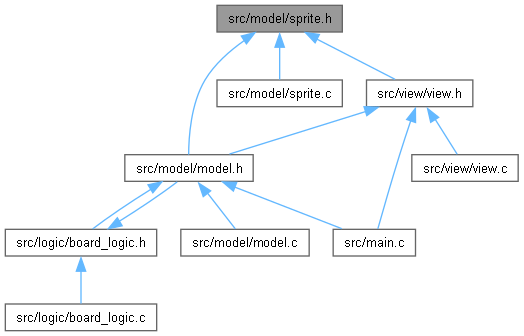 src/model/sprite.h
src/model/sprite.c
src/view/view.h
src/model/model.h
src/view/view.c
src/logic/board_logic.h
src/model/model.c
src/main.c
src/logic/board_logic.c